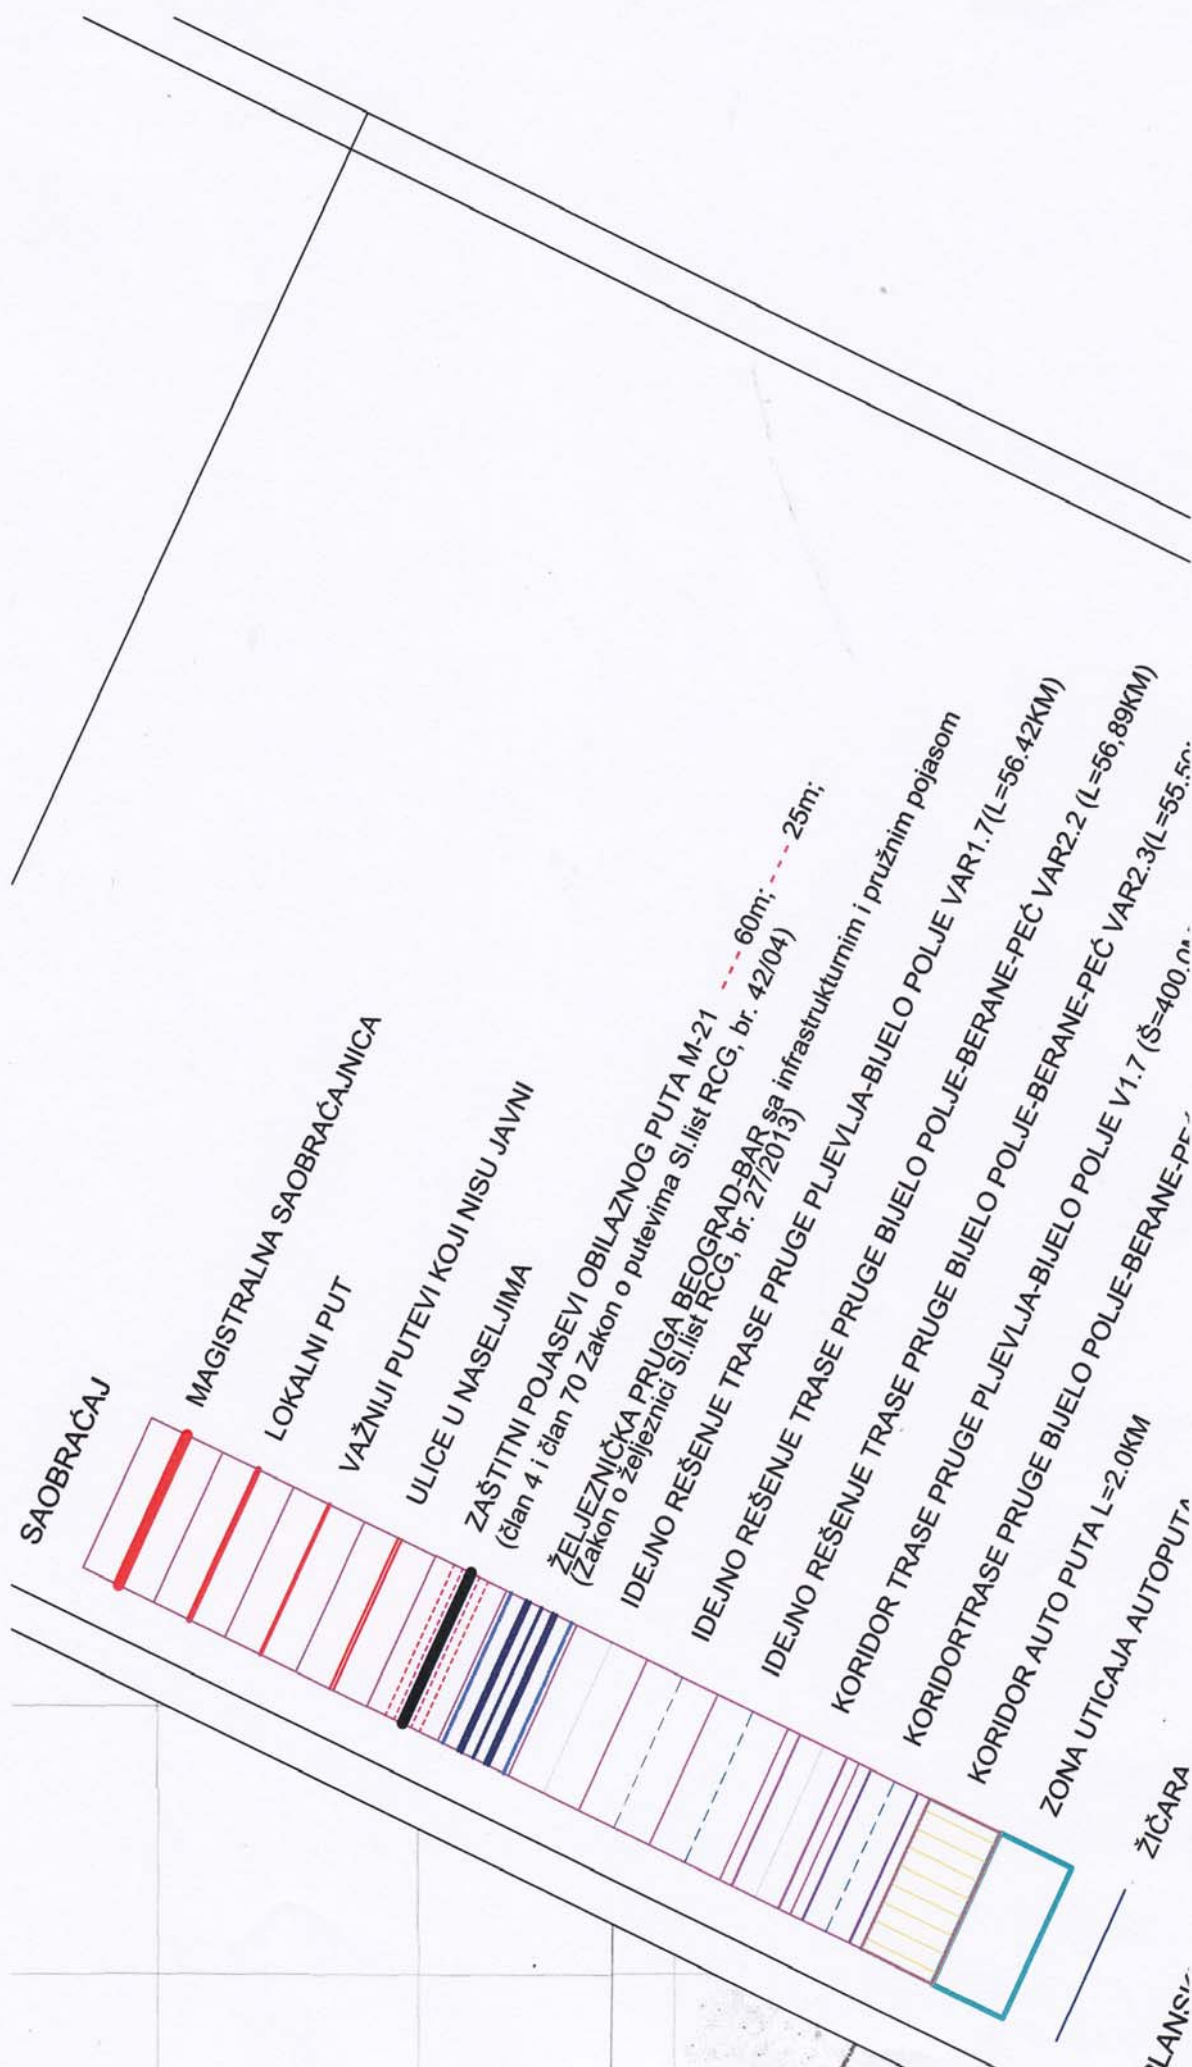 SAOBRAĆAJ
MAGISTRALNA SAOBRAĆAJNICA
LOKALNI PUT
VAŽNIJI PUTEVI KOJI NISU JAVNI
ULICE U NASELJIMA
ZAŠTITNI POJASEVI OBILAZNOG PUTA M-21 --- 60m; --- 25m;
(član 4 i član 70 Zakon o putevima Sl.list RCG, br. 42/04)
ŽELJEZNIČKA PRUGA BEOGRAD-BAR sa infrastrukturnim i pružnim pojasom
(Zakon o željeznici Sl.list RCG, br. 27/2013)
IDEJNO REŠENJE TRASE PRUGE PLJEVLJA-BIJELO POLJE VAR1.7(L=56.42KM)
IDEJNO REŠENJE TRASE PRUGE BIJELO POLJE-BERANE-PEĆ VAR2.2 (L=56,89KM)
IDEJNO REŠENJE TRASE PRUGE BIJELO POLJE-BERANE-PEĆ VAR2.3(L=55.5
KORIDOR TRASE PRUGE PLJEVLJA-BIJELO POLJE V1.7 (Š=400.0
KORIDORTRASE PRUGE BIJELO POLJE-BERANE-PEĆ
KORIDOR AUTO PUTA L=2.0KM
ZONA UTICAJA AUTOPUTA
ŽIČARA